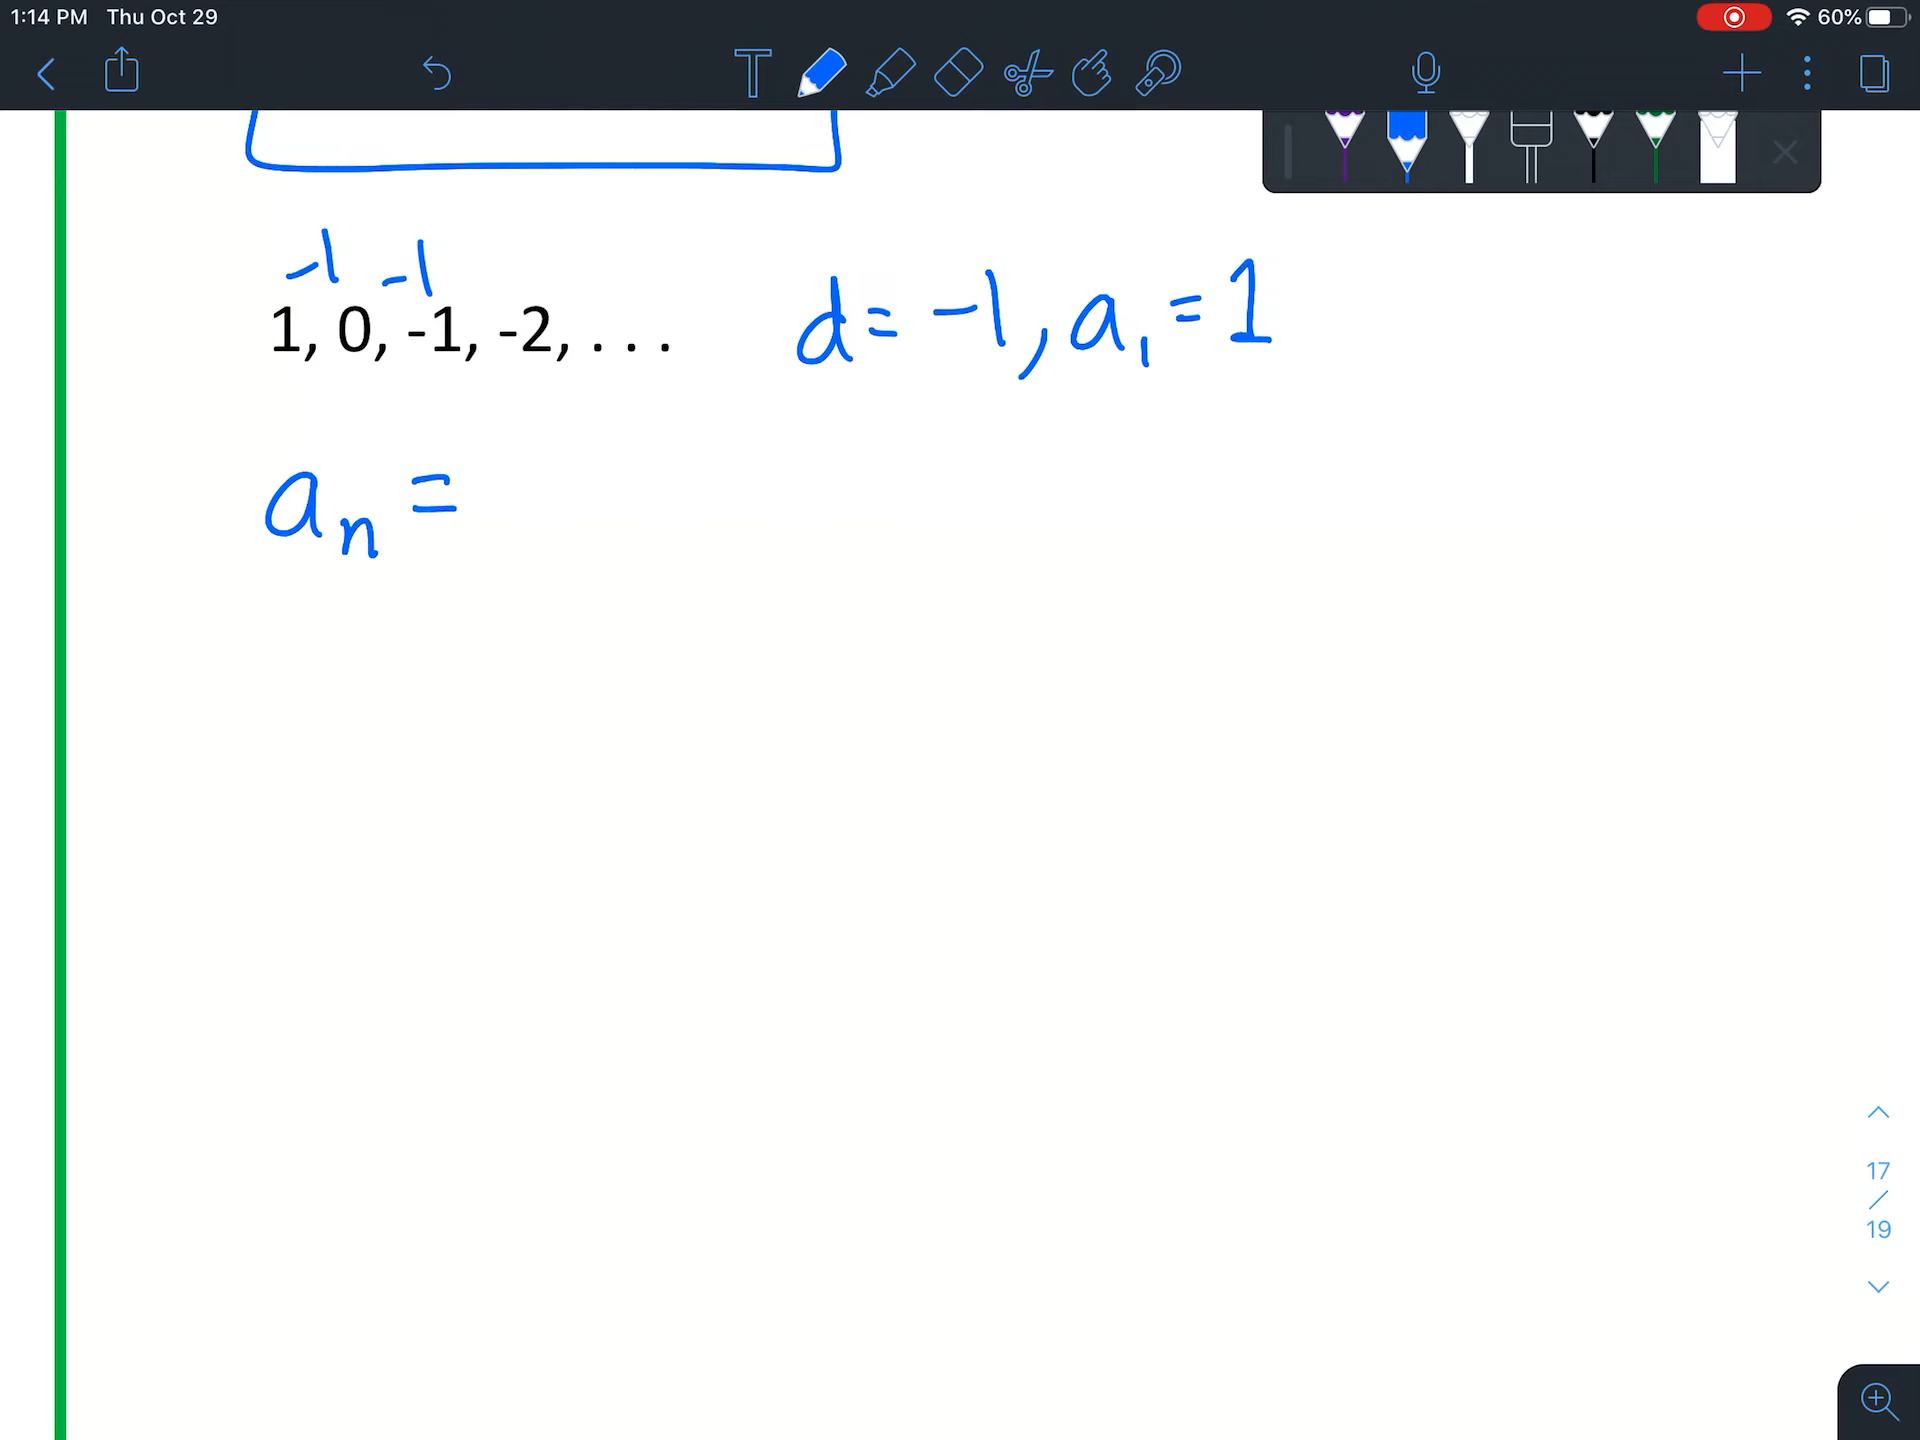 1:14 PM Thu Oct 29
60%
T
-1 -1
1, 0, -1, -2, . . .
d = -1, a₁ = 1
aₙ =
17
/
19